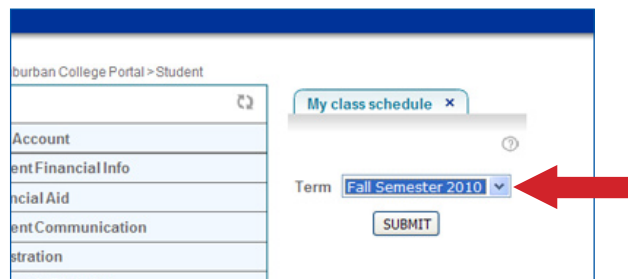 burban College Portal > Student
My class schedule ×
Account
ent Financial Info
ncial Aid
ent Communication
stration
?
Term Fall Semester 2010
SUBMIT